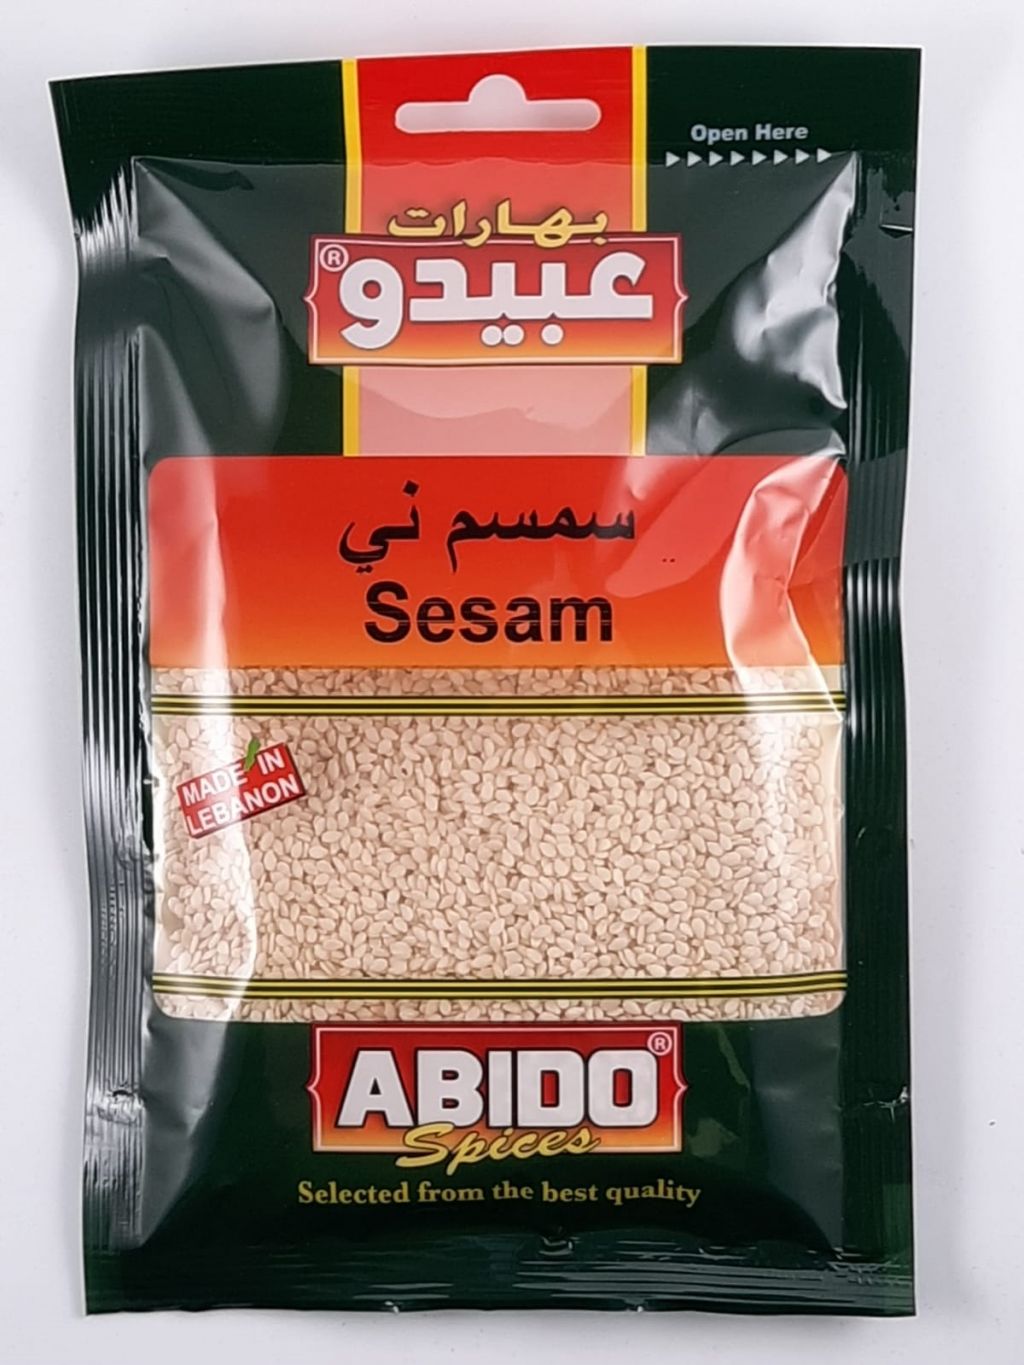 Open Here
بهارات
عبيدو®
سمسم ني
Sesam
MADE IN
LEBANON
ABIDO®
Spices
Selected from the best quality